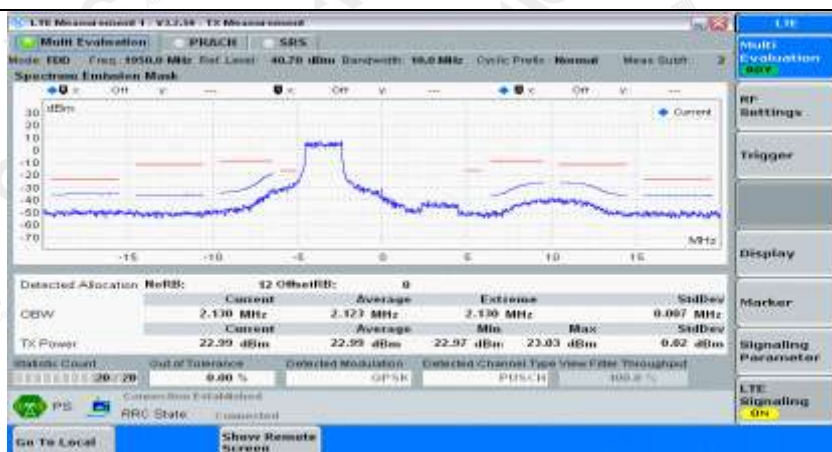 LTE Measurement 1 - V3.2.50 - TX Measurement
LTE
Multi Evaluation PRACH SRS
Multi Evaluation
RDY
Mode: FDD Freq.: 1950.0 MHz Ref. Level: 40.70 dBm Bandwidth: 10.0 MHz Cyclic Prefix: Normal Meas Subfr.: 2
Spectrum Emission Mask
x: Off y: --- x: Off y: --- x: Off y: ---
dBm
Current
30
20
10
0
-10
-20
-30
-40
-50
-60
-70
MHz
-15 -10 -5 0 5 10 15
RF Settings
Trigger
Display
Marker
Signaling Parameter
LTE Signaling
ON
Detected Allocation NoRB: 12 OffsetRB: 0
Current Average Extreme StdDev
OBW 2.130 MHz 2.123 MHz 2.130 MHz 0.007 MHz
Current Average Min Max StdDev
TX Power 22.99 dBm 22.99 dBm 22.97 dBm 23.03 dBm 0.02 dBm
Statistic Count Out of Tolerance Detected Modulation Detected Channel Type View Filter Throughput
20 / 20 0.00 % QPSK PUSCH 100.0 %
PS Connection Established
RRC State: Connected
Go To Local Show Remote Screen